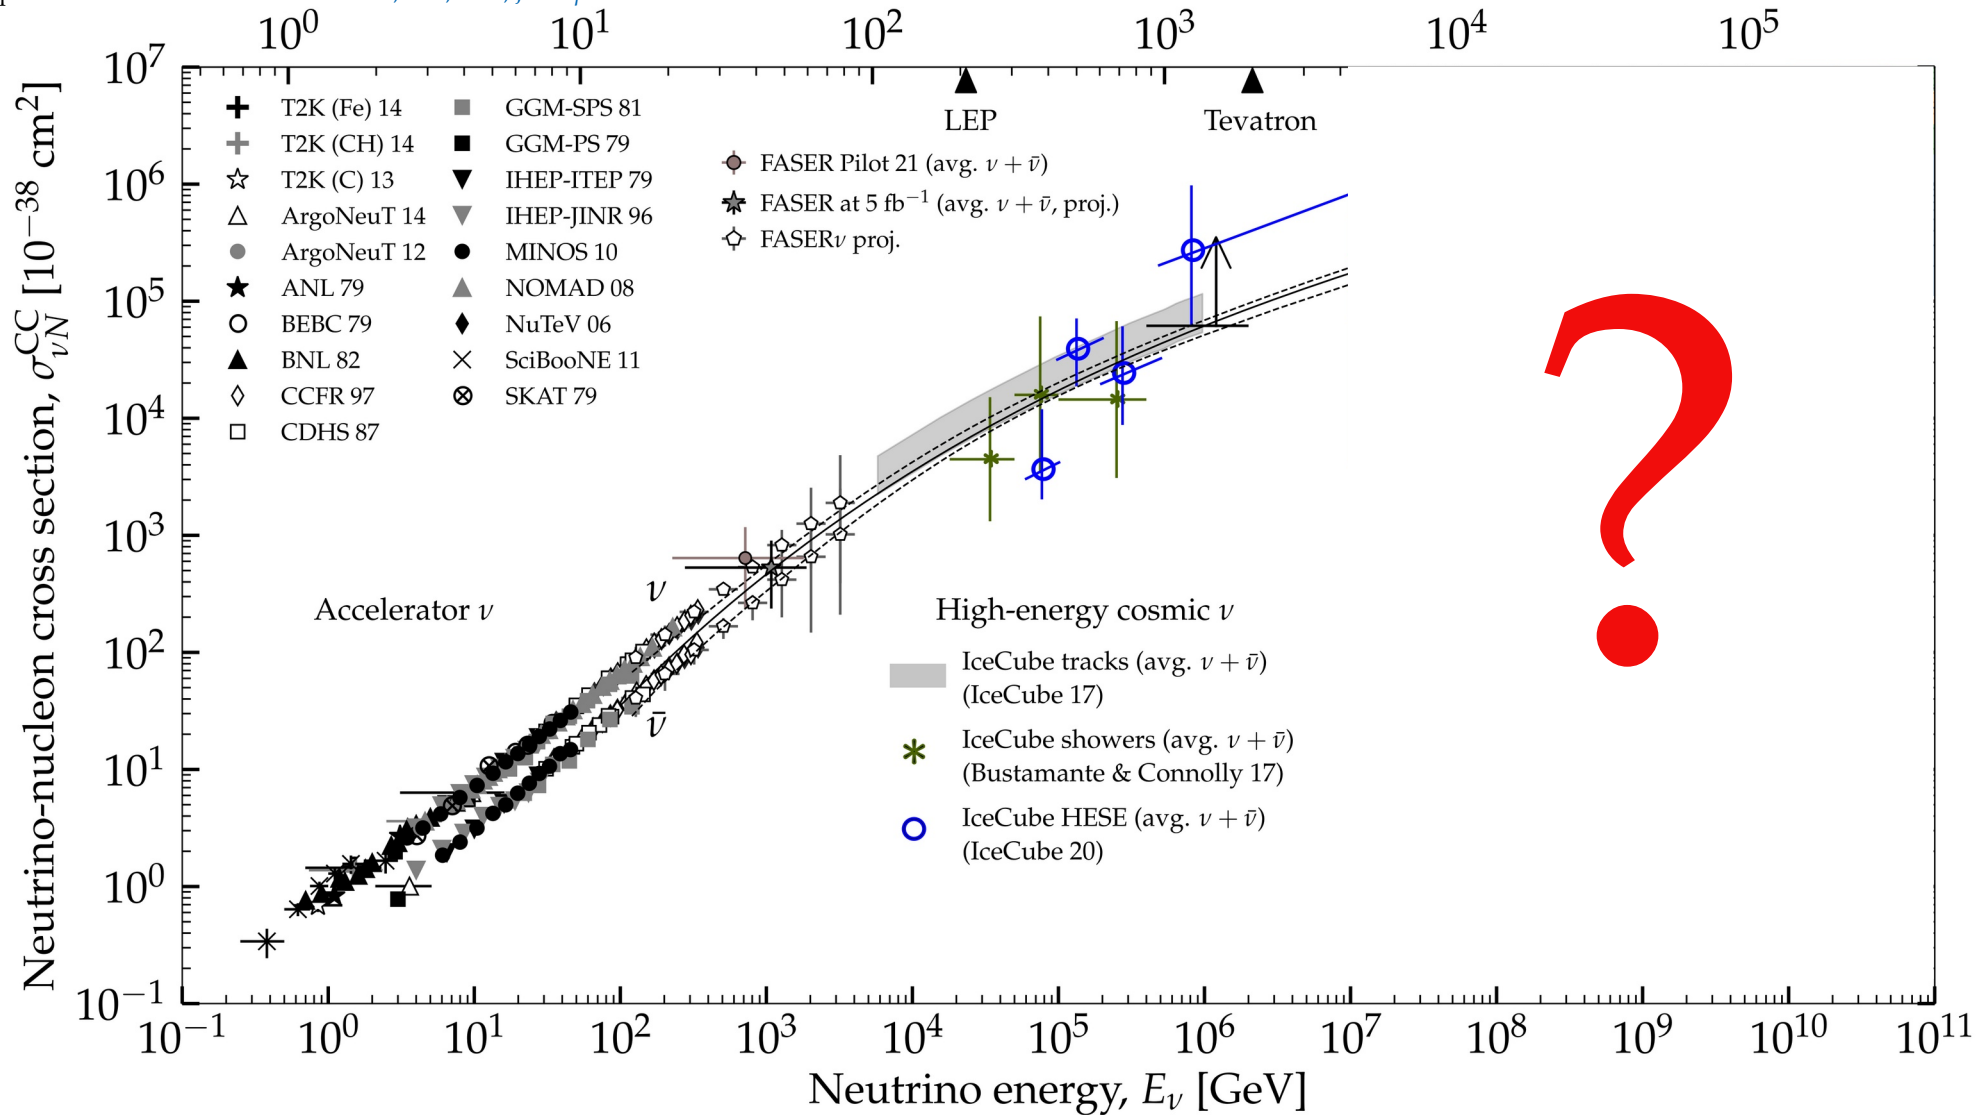 10⁰ 10¹ 10² 10³ 10⁴ 10⁵
10⁷
10⁶
10⁵
10⁴
10³
10²
10¹
10⁰
10⁻¹
Neutrino-nucleon cross section, σ_νN^CC [10⁻³⁸ cm²]
T2K (Fe) 14
T2K (CH) 14
T2K (C) 13
ArgoNeuT 14
ArgoNeuT 12
ANL 79
BEBC 79
BNL 82
CCFR 97
CDHS 87
GGM-SPS 81
GGM-PS 79
IHEP-ITEP 79
IHEP-JINR 96
MINOS 10
NOMAD 08
NuTeV 06
SciBooNE 11
SKAT 79
FASER Pilot 21 (avg. ν + ν̄)
FASER at 5 fb⁻¹ (avg. ν + ν̄, proj.)
FASERν proj.
LEP
Tevatron
ν
ν̄
Accelerator ν
High-energy cosmic ν
IceCube tracks (avg. ν + ν̄)
(IceCube 17)
IceCube showers (avg. ν + ν̄)
(Bustamante & Connolly 17)
IceCube HESE (avg. ν + ν̄)
(IceCube 20)
?
10⁻¹ 10⁰ 10¹ 10² 10³ 10⁴ 10⁵ 10⁶ 10⁷ 10⁸ 10⁹ 10¹⁰ 10¹¹
Neutrino energy, E_ν [GeV]